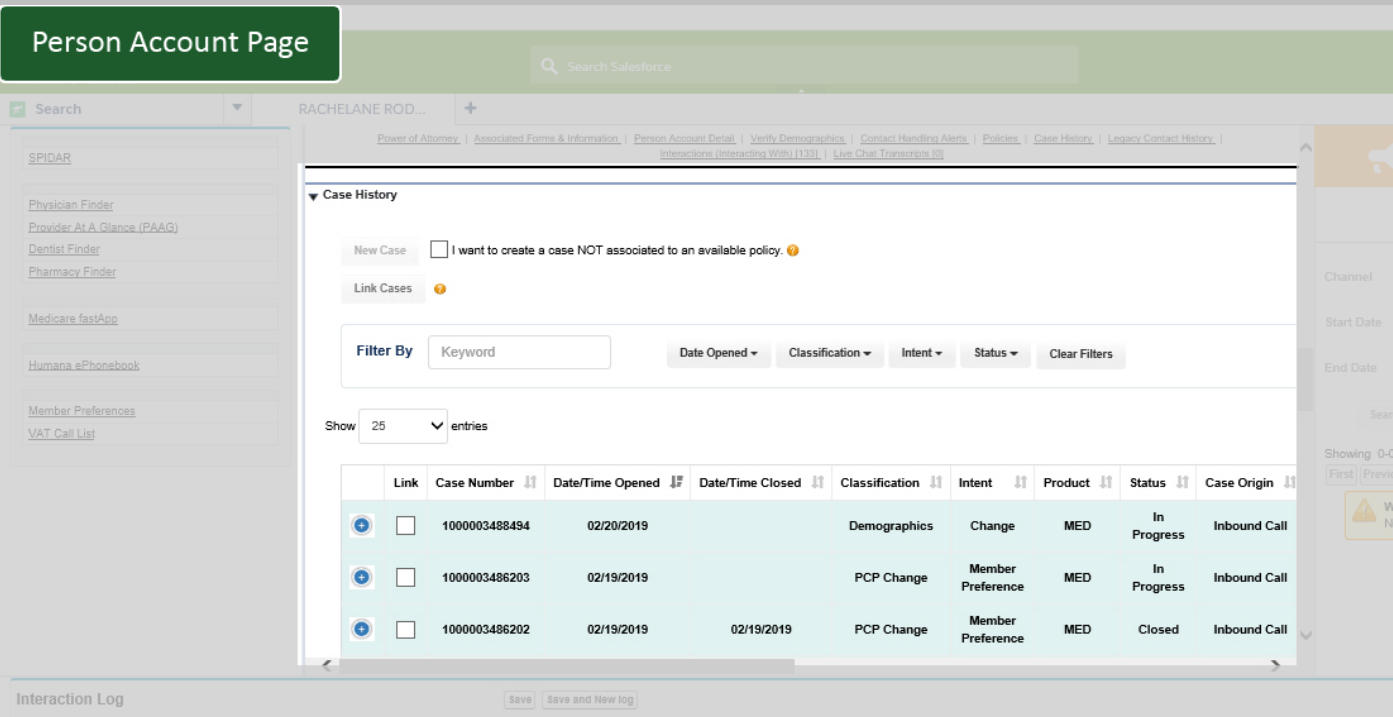 Person Account Page
Search Salesforce
Search
RACHELANE ROD...
Power of Attorney | Associated Forms & Information | Person Account Detail | Verify Demographics | Contact Handling Alerts | Policies | Case History | Legacy Contact History |
Interactions (Interacting With) [133] | Live Chat Transcripts [0]
SPIDAR
Physician Finder
Provider At A Glance (PAAG)
Dentist Finder
Pharmacy Finder
Medicare fastApp
Humana ePhonebook
Member Preferences
VAT Call List
Case History
New Case
I want to create a case NOT associated to an available policy.
Link Cases
Filter By
Keyword
Date Opened
Classification
Intent
Status
Clear Filters
Show 25 entries
Link Case Number Date/Time Opened Date/Time Closed Classification Intent Product Status Case Origin
1000003488494 02/20/2019 Demographics Change MED In Progress Inbound Call
1000003486203 02/19/2019 PCP Change Member Preference MED In Progress Inbound Call
1000003486202 02/19/2019 02/19/2019 PCP Change Member Preference MED Closed Inbound Call
Channel
Start Date
End Date
Showing
First
Interaction Log
Save
Save and New log